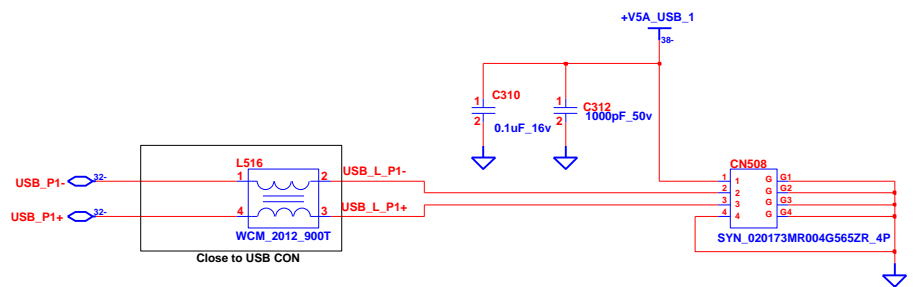 +V5A_USB_1
38-
1
C310
2
0.1uF_16v
1
C312
2
1000pF_50v
CN508
1
1
G
G1
2
2
G
G2
3
3
G
G3
4
4
G
G4
SYN_020173MR004G565ZR_4P
L516
USB_P1-
32-
1
2
USB_L_P1-
USB_P1+
32-
4
3
USB_L_P1+
WCM_2012_900T
Close to USB CON